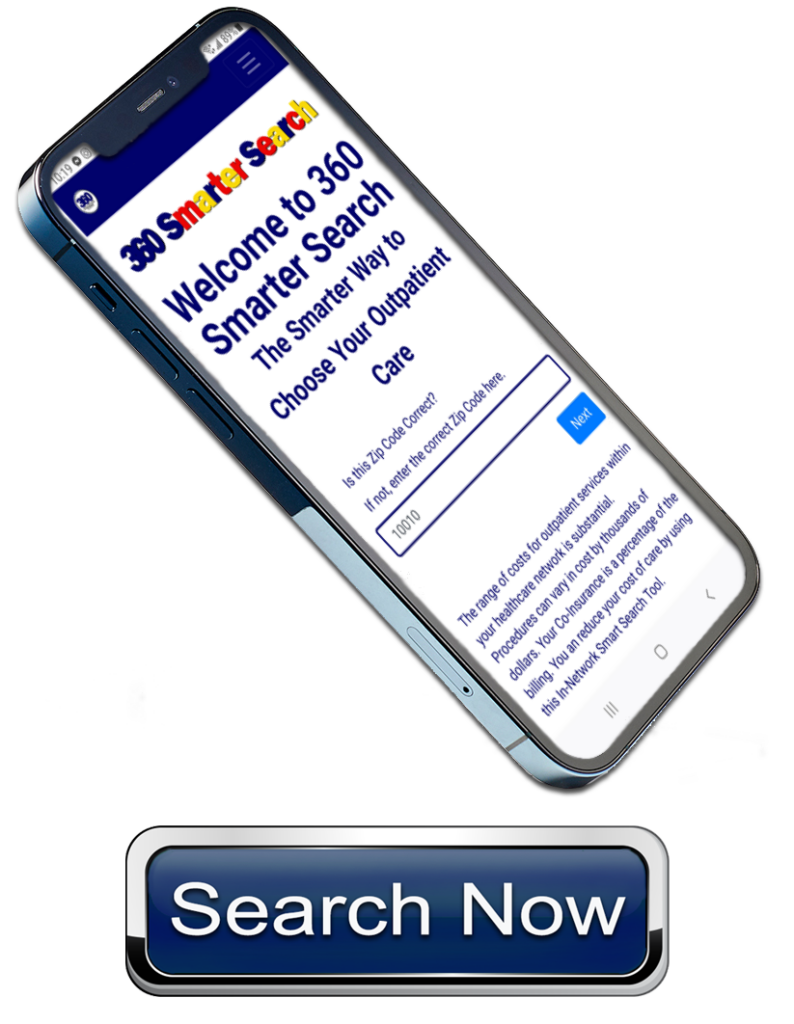 10:19
89%
360
360 Smarter Search
Welcome to 360
Smarter Search
The Smarter Way to
Choose Your Outpatient
Care
Is this Zip Code Correct?
If not, enter the correct Zip Code here.
10010
Next
The range of costs for outpatient services within
your healthcare network is substantial.
Procedures can vary in cost by thousands of
dollars. Your Co-Insurance is a percentage of the
billing. You an reduce your cost of care by using
this In-Network Smart Search Tool.
Search Now